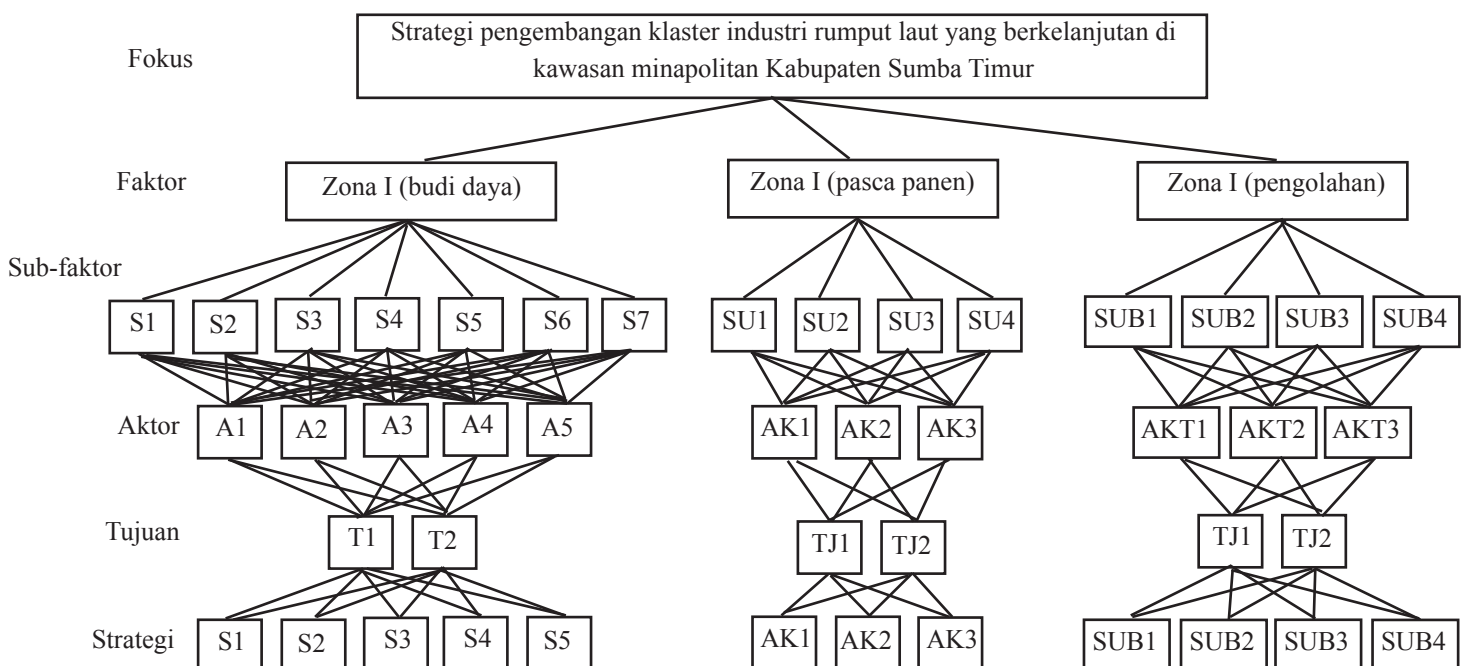 Fokus
Strategi pengembangan klaster industri rumput laut yang berkelanjutan di
kawasan minapolitan Kabupaten Sumba Timur
Faktor
Zona I (budi daya)
Zona I (pasca panen)
Zona I (pengolahan)
Sub-faktor
S1 S2 S3 S4 S5 S6 S7
SU1 SU2 SU3 SU4
SUB1 SUB2 SUB3 SUB4
Aktor
A1 A2 A3 A4 A5
AK1 AK2 AK3
AKT1 AKT2 AKT3
Tujuan
T1 T2
TJ1 TJ2
TJ1 TJ2
Strategi
S1 S2 S3 S4 S5
AK1 AK2 AK3
SUB1 SUB2 SUB3 SUB4